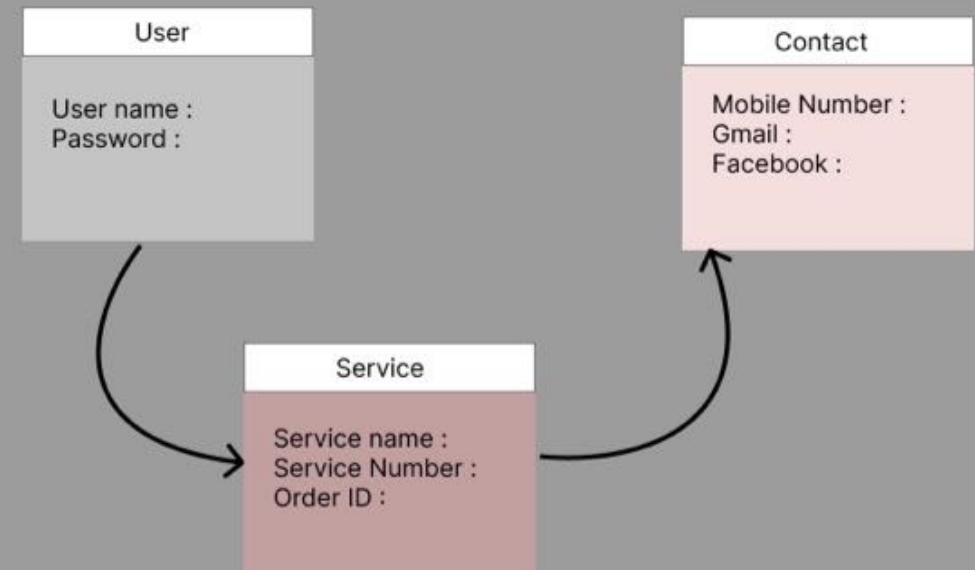 User
User name :
Password :
Contact
Mobile Number :
Gmail :
Facebook :
Service
Service name :
Service Number :
Order ID :